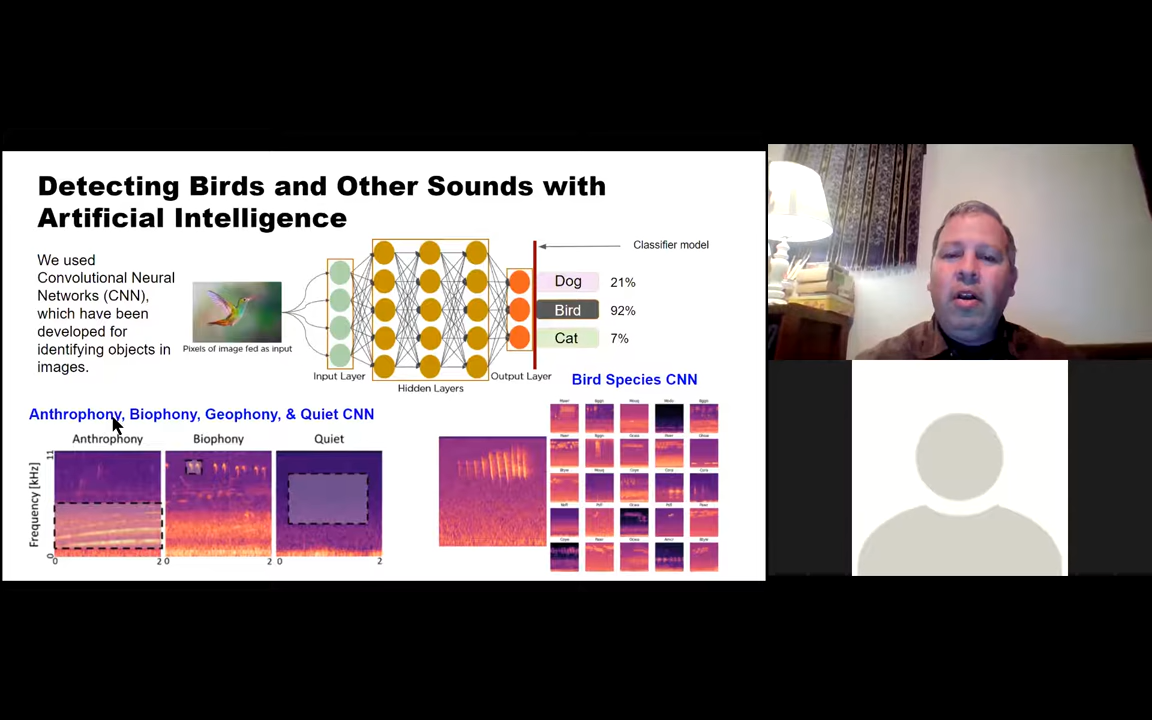 Detecting Birds and Other Sounds with
Artificial Intelligence
We used
Convolutional Neural
Networks (CNN),
which have been
developed for
identifying objects in
images.
Pixels of image fed as input
Input Layer
Hidden Layers
Output Layer
Classifier model
Dog 21%
Bird 92%
Cat 7%
Bird Species CNN
Anthrophony, Biophony, Geophony, & Quiet CNN
Anthrophony Biophony Quiet
Frequency [kHz]
11
0
0 2 2 0 2